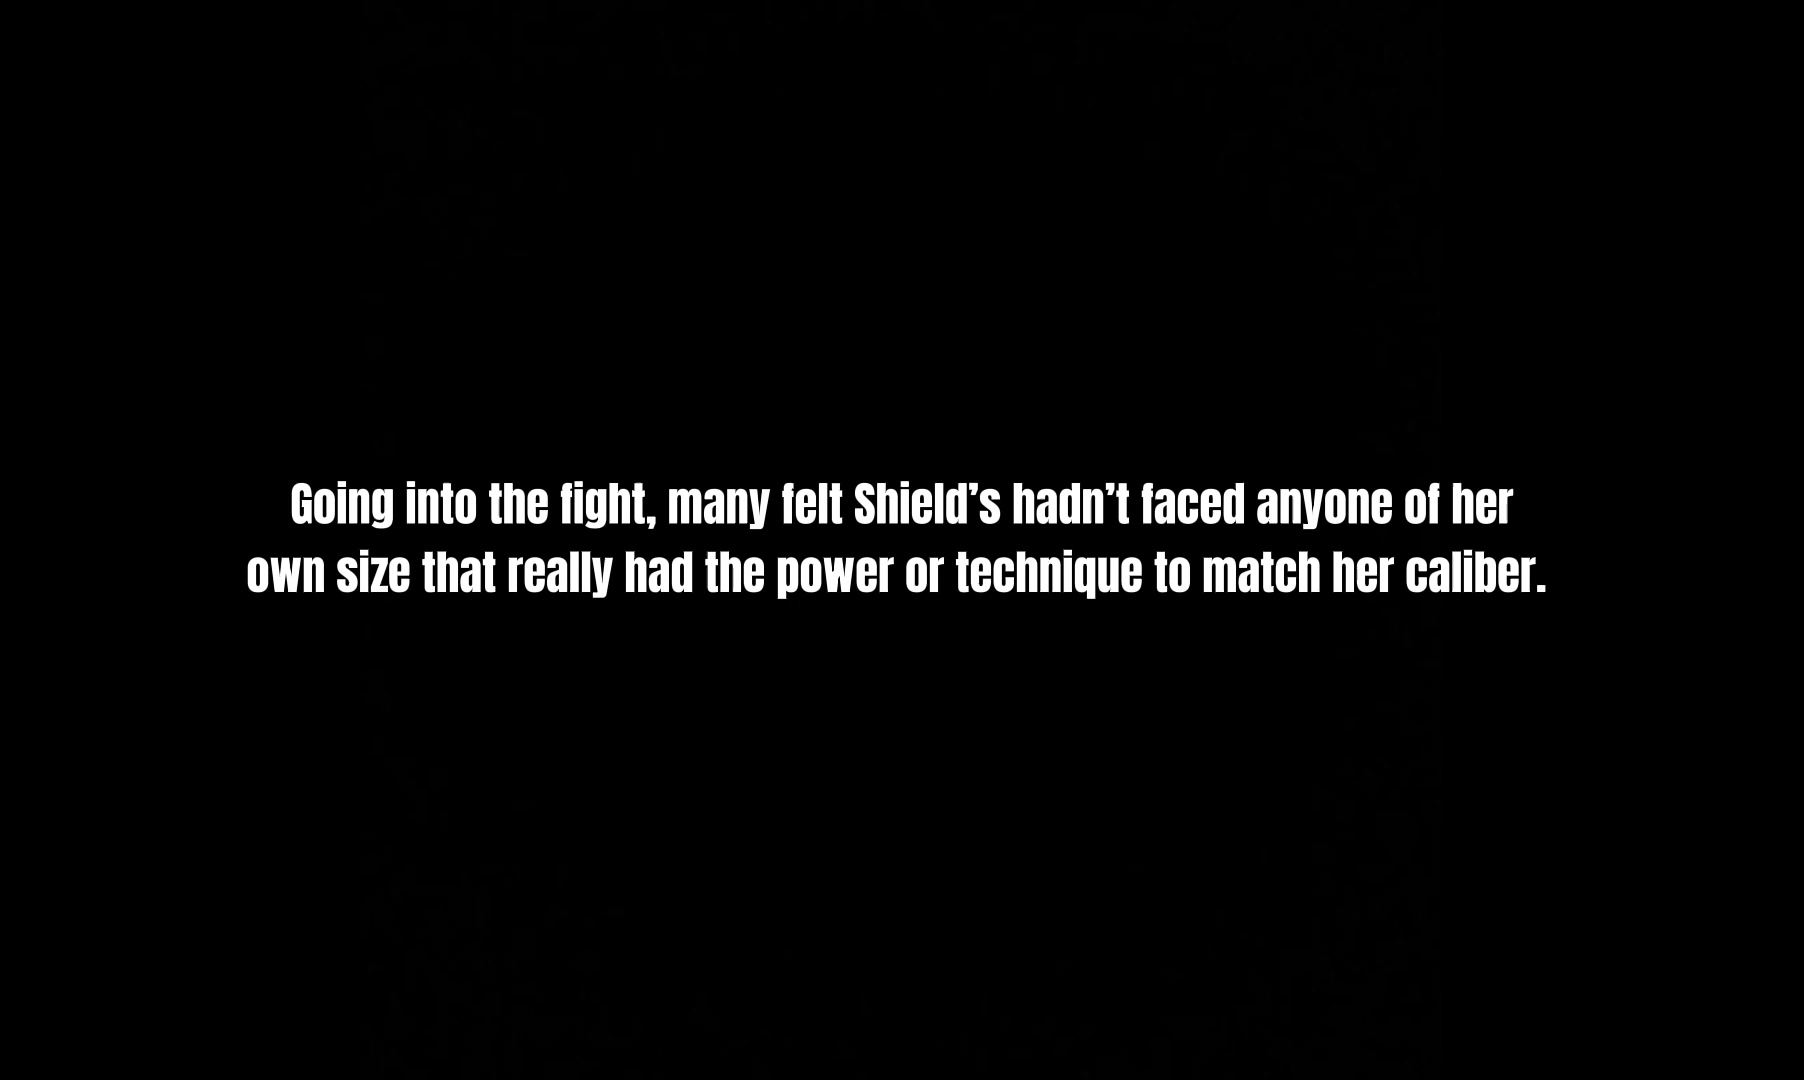 Going into the fight, many felt Shield’s hadn’t faced anyone of her
own size that really had the power or technique to match her caliber.